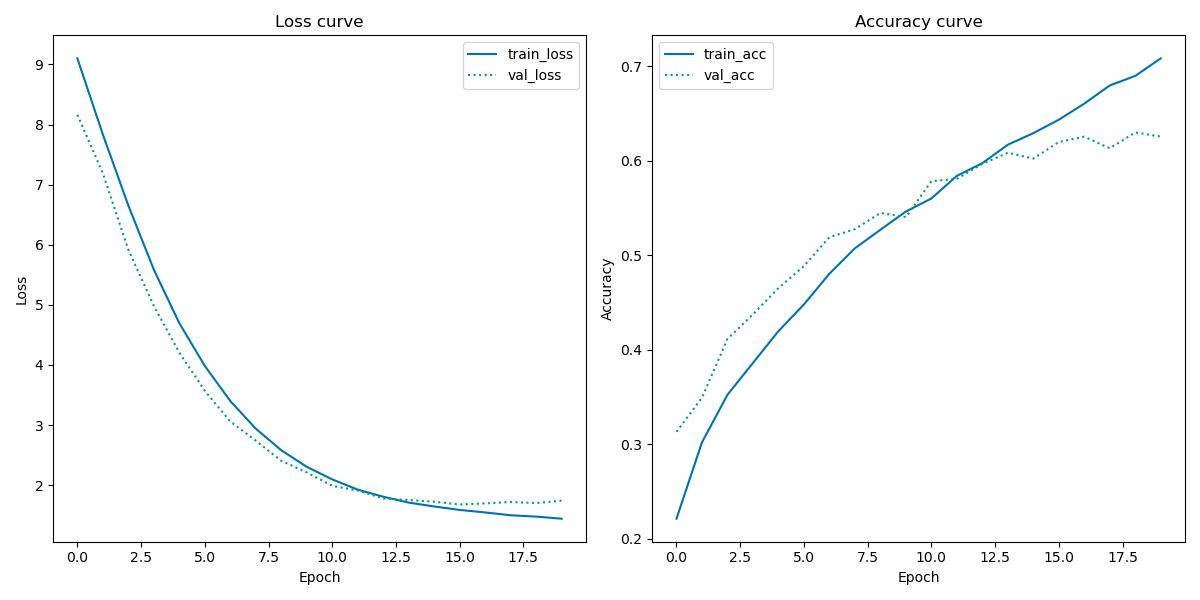 Loss curve
train_loss
val_loss
9
8
7
6
5
4
3
2
Loss
0.0 2.5 5.0 7.5 10.0 12.5 15.0 17.5
Epoch
Accuracy curve
train_acc
val_acc
0.7
0.6
0.5
0.4
0.3
0.2
Accuracy
0.0 2.5 5.0 7.5 10.0 12.5 15.0 17.5
Epoch